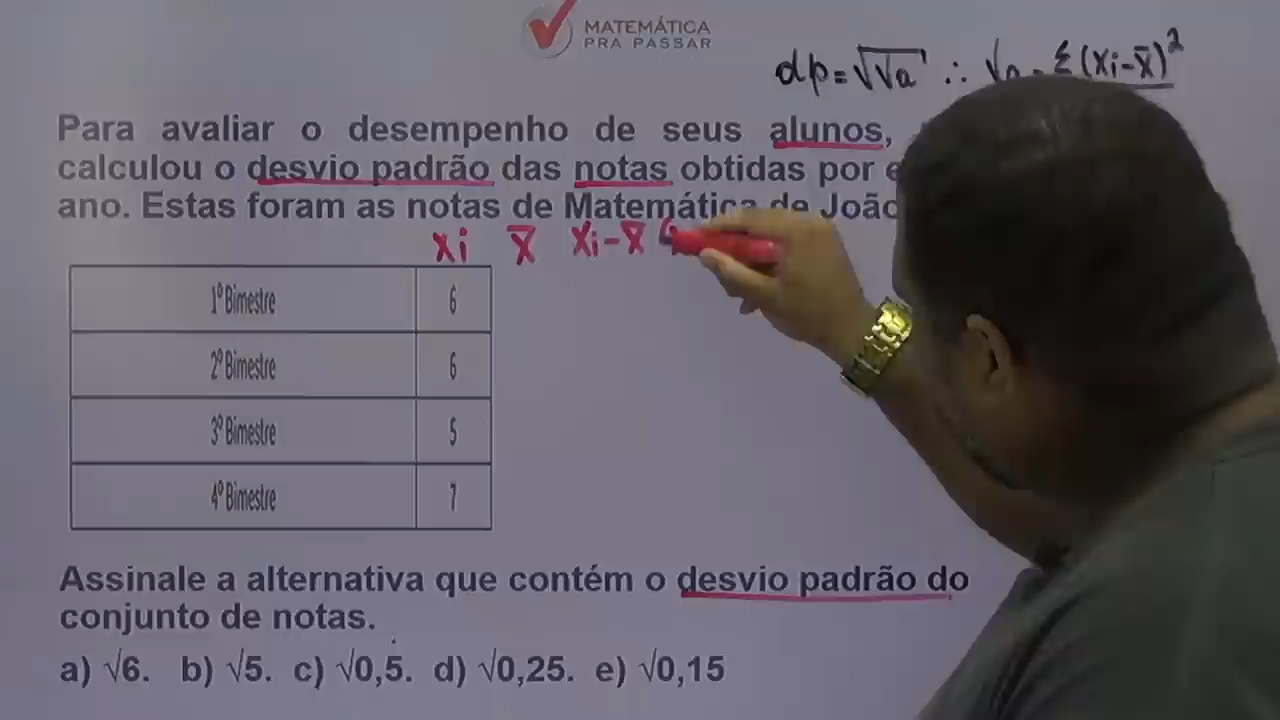 MATEMÁTICA
PRA PASSAR
dp = √Va ∴ Va = Σ(Xi-X̄)²
Para avaliar o desempenho de seus alunos,
calculou o desvio padrão das notas obtidas por
ano. Estas foram as notas de Matemática de João
Xi X̄ Xi-X̄
1º Bimestre 6
2º Bimestre 6
3º Bimestre 5
4º Bimestre 7
Assinale a alternativa que contém o desvio padrão do
conjunto de notas.
a) √6. b) √5. c) √0,5. d) √0,25. e) √0,15